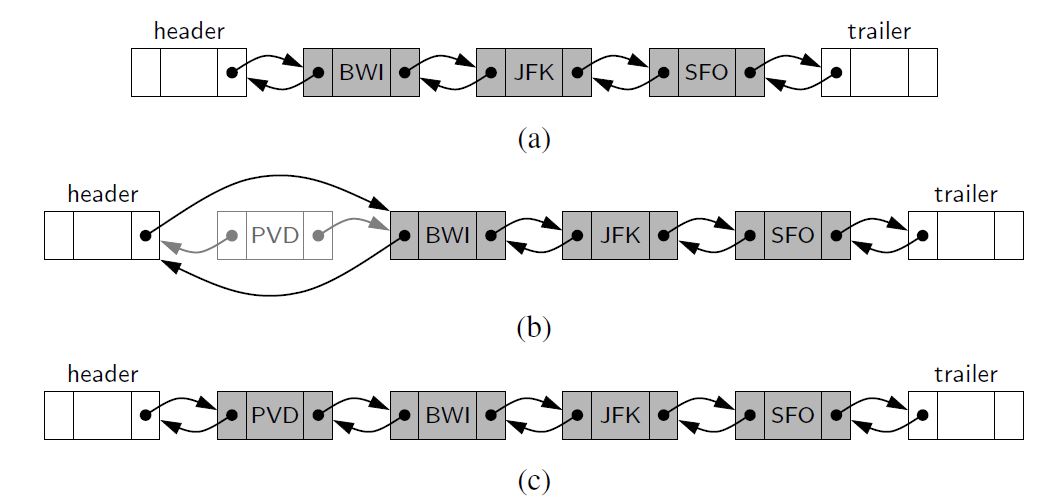 header trailer
BWI JFK SFO
(a)
header trailer
PVD BWI JFK SFO
(b)
header trailer
PVD BWI JFK SFO
(c)